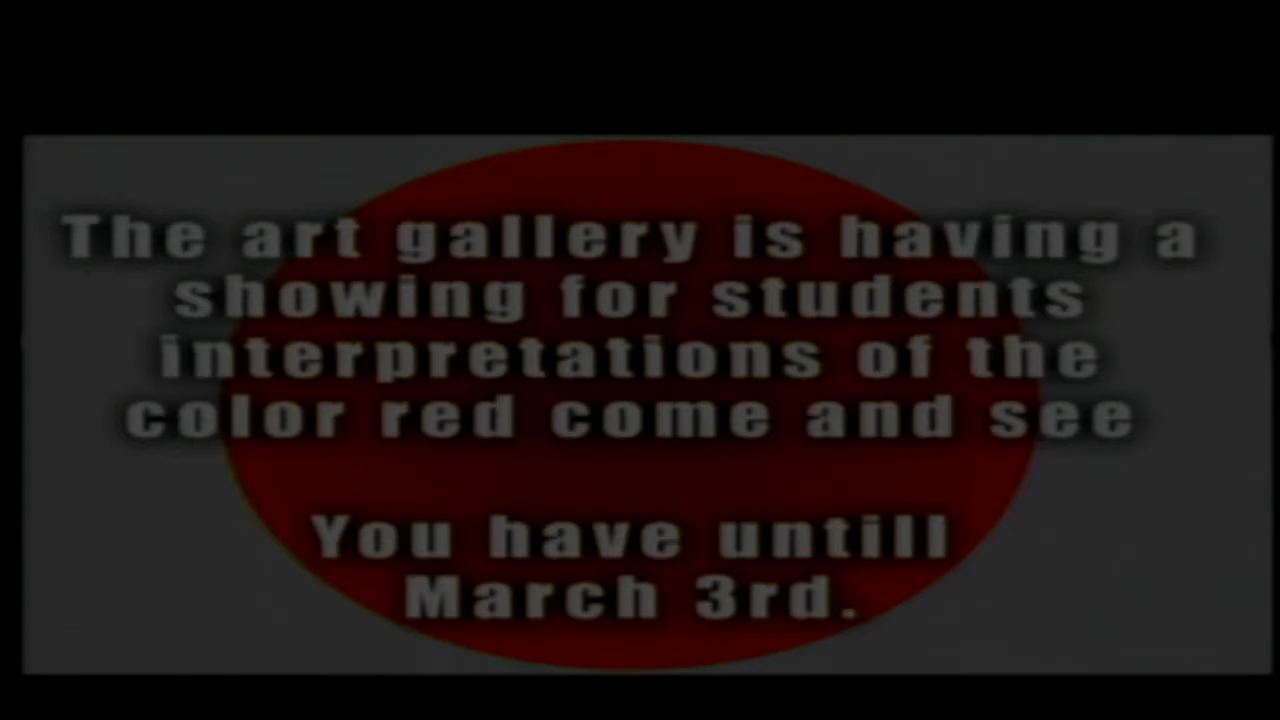 The art gallery is having a
showing for students
interpretations of the
color red come and see
You have untill
March 3rd.